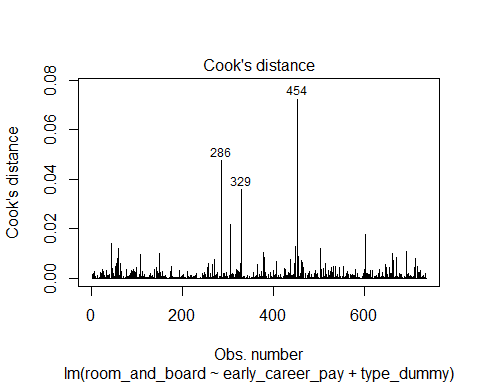 Cook's distance
0.08
0.06
0.04
0.02
0.00
Cook's distance
454
286
329
0 200 400 600
Obs. number
lm(room_and_board ~ early_career_pay + type_dummy)